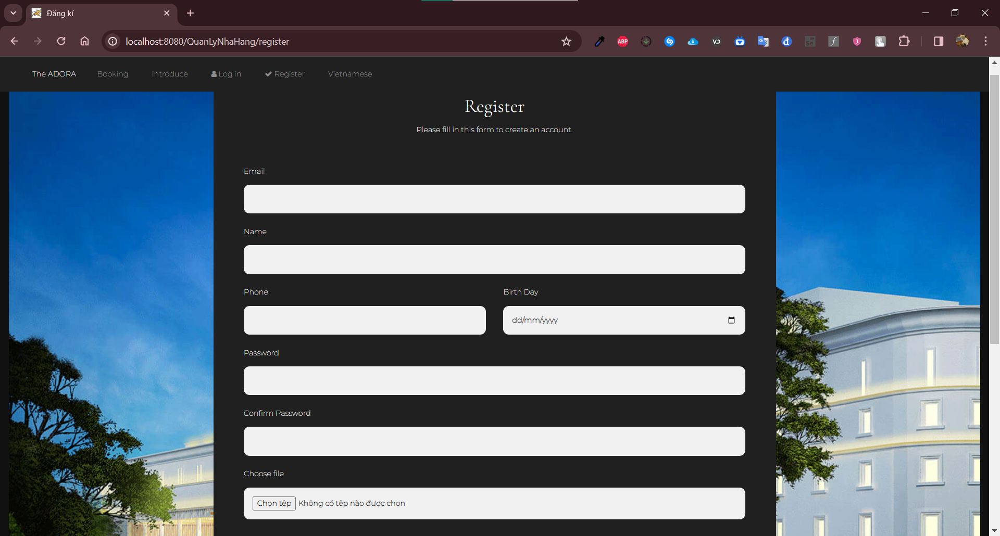 Đăng kí
localhost:8080/QuanLyNhaHang/register
ABP
The ADORA Booking Introduce Log in Register Vietnamese
Register
Please fill in this form to create an account.
Email
Name
Phone Birth Day
dd/mm/yyyy
Password
Confirm Password
Choose file
Chọn tệp Không có tệp nào được chọn